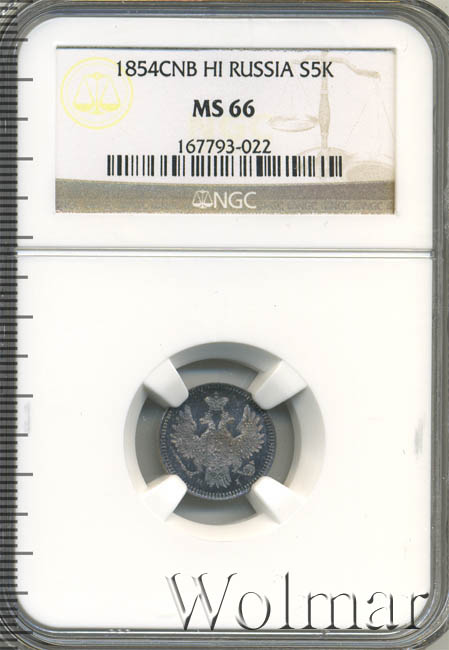 1854CNB HI RUSSIA S5K
MS 66
167793-022
NGC
Wolmar